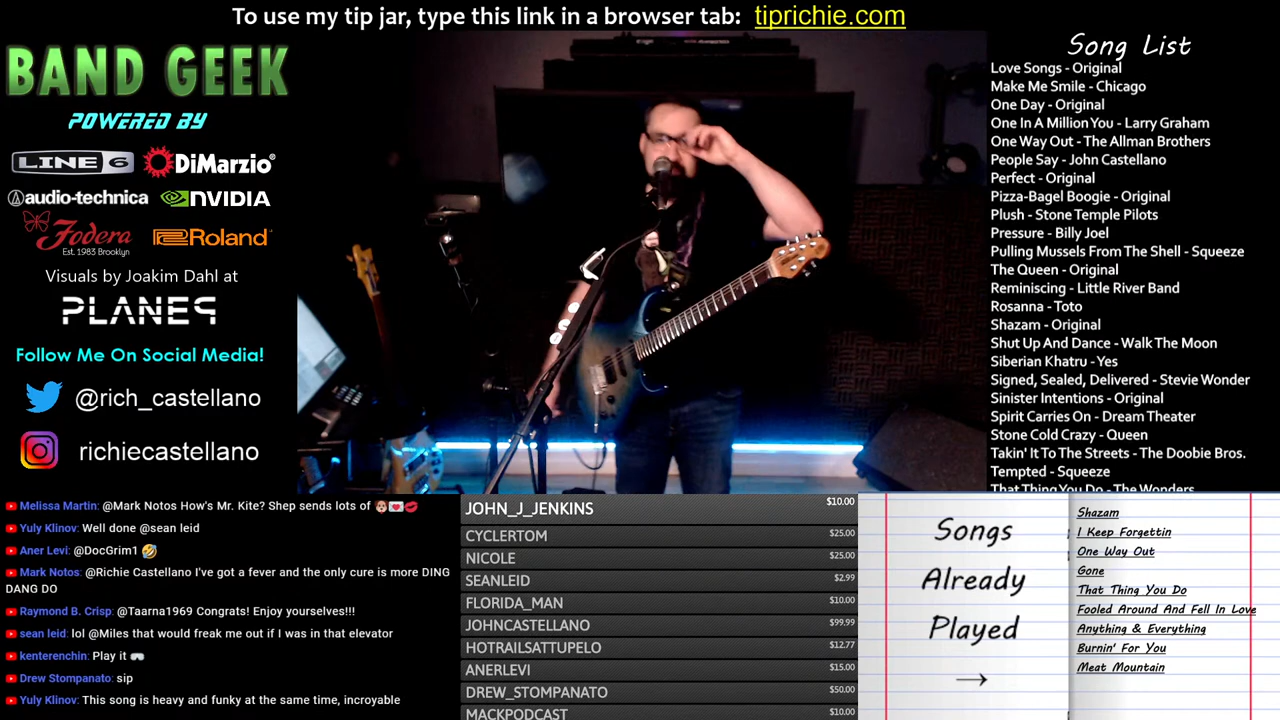 To use my tip jar, type this link in a browser tab: tiprichie.com
BAND GEEK
POWERED BY
LINE 6
DiMarzio®
audio-technica
NVIDIA
Fodera
Est. 1983 Brooklyn
Roland
Visuals by Joakim Dahl at
PLANE9
Follow Me On Social Media!
@rich_castellano
richiecastellano
Song List
Love Songs - Original
Make Me Smile - Chicago
One Day - Original
One In A Million You - Larry Graham
One Way Out - The Allman Brothers
People Say - John Castellano
Perfect - Original
Pizza-Bagel Boogie - Original
Plush - Stone Temple Pilots
Pressure - Billy Joel
Pulling Mussels From The Shell - Squeeze
The Queen - Original
Reminiscing - Little River Band
Rosanna - Toto
Shazam - Original
Shut Up And Dance - Walk The Moon
Siberian Khatru - Yes
Signed, Sealed, Delivered - Stevie Wonder
Sinister Intentions - Original
Spirit Carries On - Dream Theater
Stone Cold Crazy - Queen
Takin' It To The Streets - The Doobie Bros.
Tempted - Squeeze
That Thing You Do - The Wonders
Melissa Martin: @Mark Notos How's Mr. Kite? Shep sends lots of
Yuly Klinov: Well done @sean leid
Aner Levi: @DocGrim1 🤣
Mark Notos: @Richie Castellano I've got a fever and the only cure is more DING
DANG DO
Raymond B. Crisp: @Taarna1969 Congrats! Enjoy yourselves!!!
sean leid: lol @Miles that would freak me out if I was in that elevator
kenterenchin: Play it
Drew Stompanato: sip
Yuly Klinov: This song is heavy and funky at the same time, incroyable
JOHN_J_JENKINS $10.00
CYCLERTOM $25.00
NICOLE $25.00
SEANLEID $2.99
FLORIDA_MAN $10.00
JOHNCASTELLANO $99.99
HOTRAILSATTUPELO $12.77
ANERLEVI $15.00
DREW_STOMPANATO $50.00
MACKPODCAST $10.00
Songs
Already
Played
→
Shazam
I Keep Forgettin
One Way Out
Gone
That Thing You Do
Fooled Around And Fell In Love
Anything & Everything
Burnin' For You
Meat Mountain